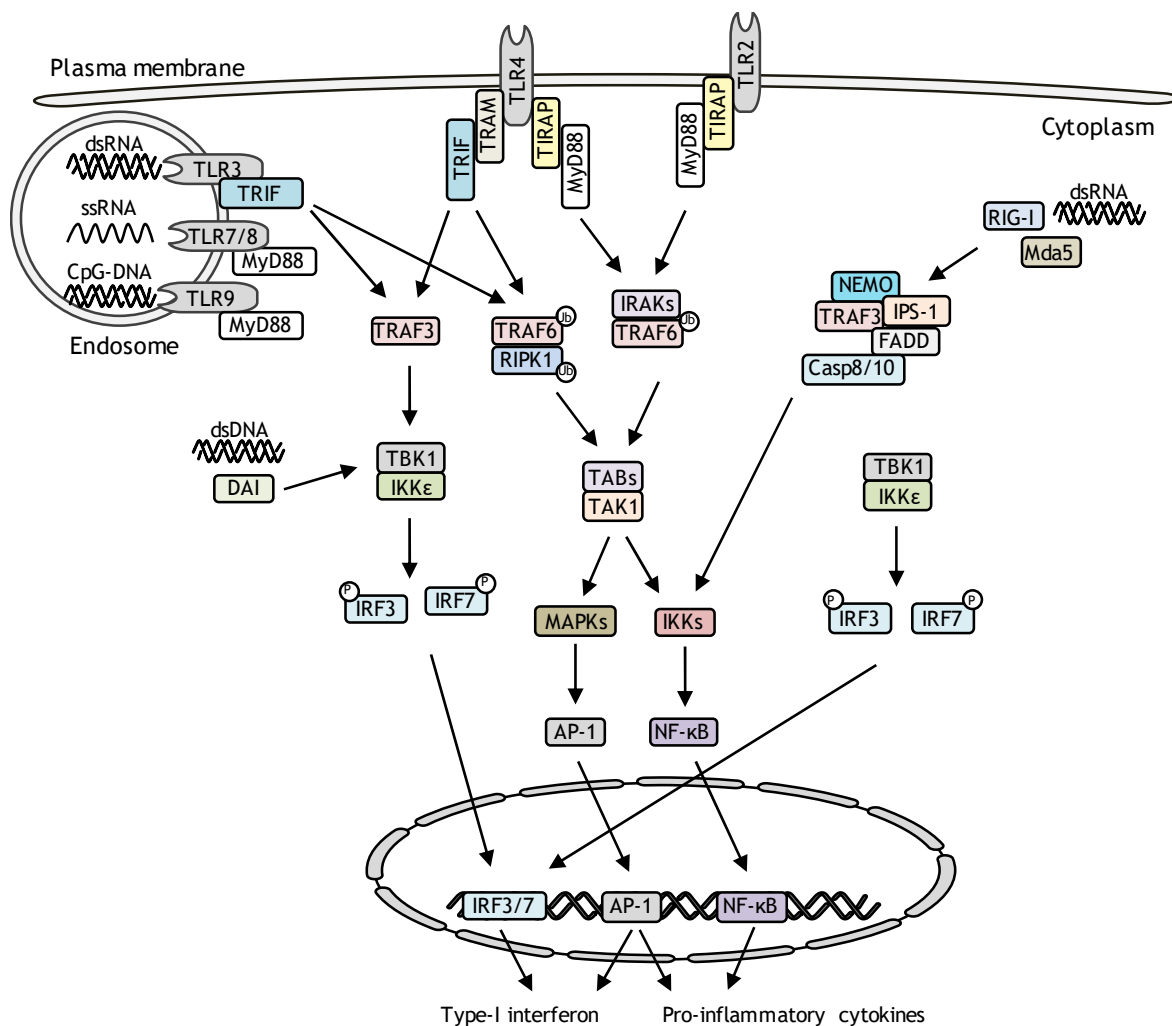 Plasma membrane
TLR4
TLR2
TRAM
TIRAP
TRIF
MyD88
TIRAP
MyD88
Cytoplasm
dsRNA
TLR3
TRIF
ssRNA
TLR7/8
MyD88
CpG-DNA
TLR9
MyD88
Endosome
dsRNA
RIG-I
Mda5
NEMO
TRAF3
IPS-1
FADD
Casp8/10
TRAF3
TRAF6
Ub
RIPK1
Ub
IRAKs
TRAF6
Ub
dsDNA
DAI
TBK1
IKKε
TABs
TAK1
TBK1
IKKε
P
IRF3
P
IRF7
MAPKs
IKKs
P
IRF3
P
IRF7
AP-1
NF-κB
IRF3/7
AP-1
NF-κB
Type-I interferon
Pro-inflammatory cytokines